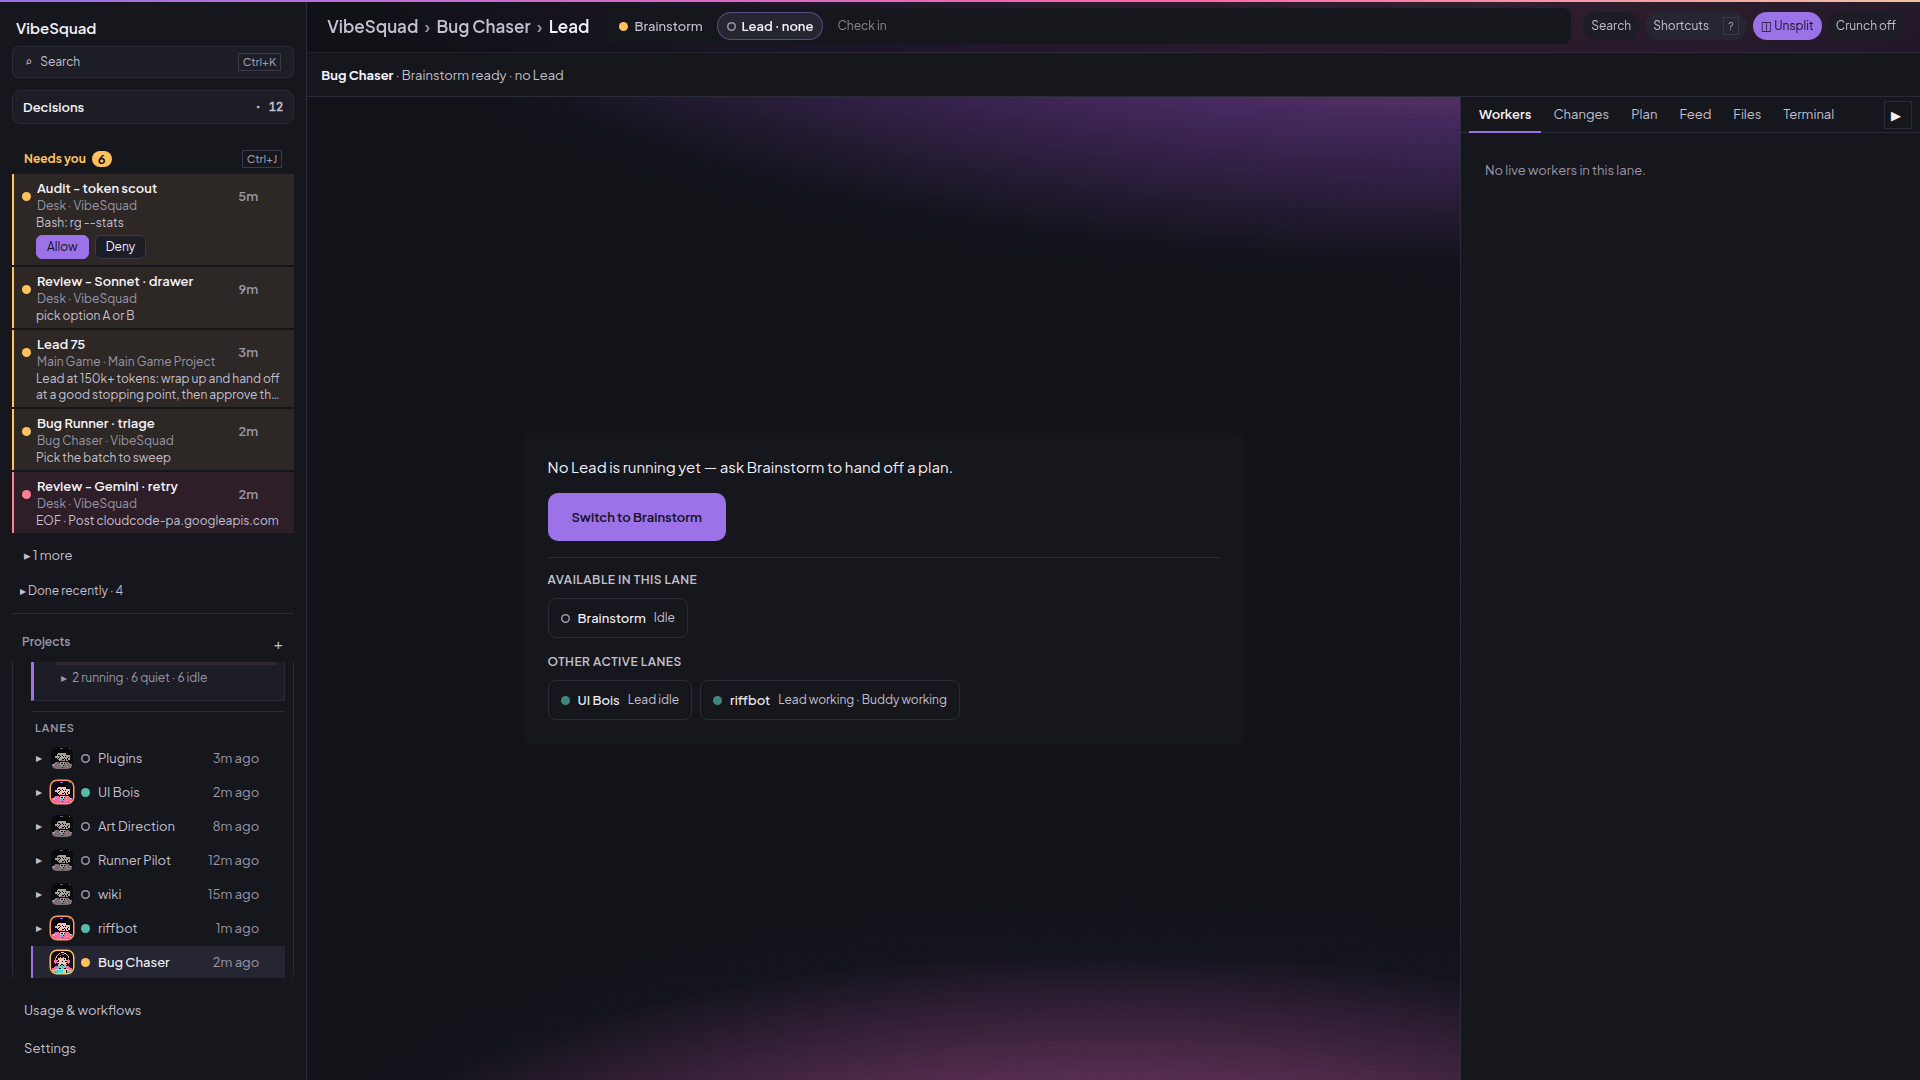 VibeSquad
Search Ctrl+K
Decisions · 12
Needs you 6 Ctrl+J
Audit – token scout 5m
Desk · VibeSquad
Bash: rg --stats
Allow Deny
Review – Sonnet · drawer 9m
Desk · VibeSquad
pick option A or B
Lead 75 3m
Main Game · Main Game Project
Lead at 150k+ tokens: wrap up and hand off
at a good stopping point, then approve th...
Bug Runner · triage 2m
Bug Chaser · VibeSquad
Pick the batch to sweep
Review – Gemini · retry 2m
Desk · VibeSquad
EOF · Post cloudcode-pa.googleapis.com
▸ 1 more
▸ Done recently · 4
Projects +
▸ 2 running · 6 quiet · 6 idle
LANES
▸ Plugins 3m ago
▸ UI Bois 2m ago
▸ Art Direction 8m ago
▸ Runner Pilot 12m ago
▸ wiki 15m ago
▸ riffbot 1m ago
Bug Chaser 2m ago
Usage & workflows
Settings
VibeSquad › Bug Chaser › Lead Brainstorm Lead · none Check in Search Shortcuts ? Unsplit Crunch off
Bug Chaser · Brainstorm ready · no Lead
No Lead is running yet — ask Brainstorm to hand off a plan.
Switch to Brainstorm
AVAILABLE IN THIS LANE
Brainstorm Idle
OTHER ACTIVE LANES
UI Bois Lead idle riffbot Lead working · Buddy working
Workers Changes Plan Feed Files Terminal ▶
No live workers in this lane.